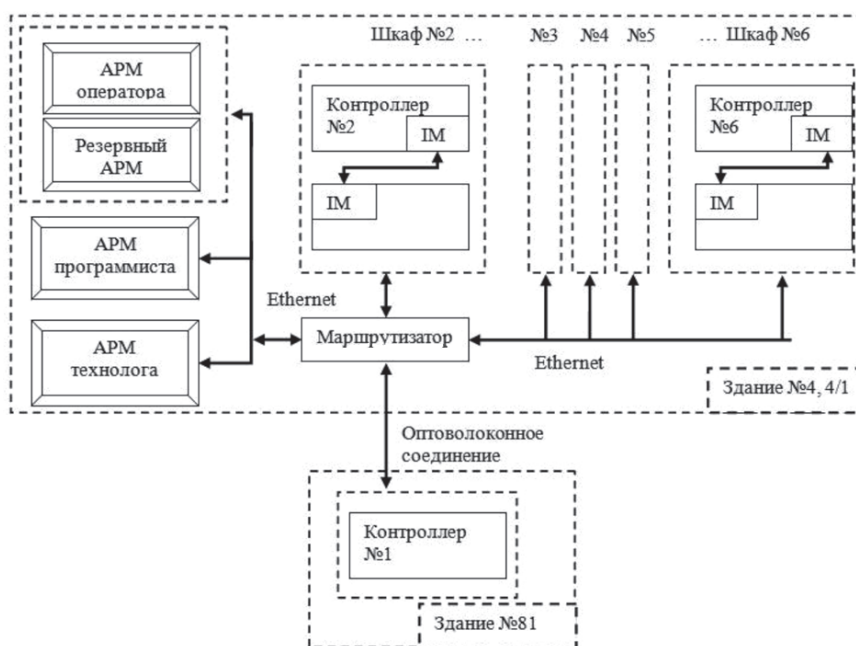 Шкаф №2 ...
№3
№4
№5
... Шкаф №6
АРМ
оператора
Резервный
АРМ
АРМ
программиста
АРМ
технолога
Контроллер
№2
IM
IM
Контроллер
№6
IM
IM
Ethernet
Маршрутизатор
Ethernet
Здание №4, 4/1
Оптоволоконное
соединение
Контроллер
№1
Здание №81